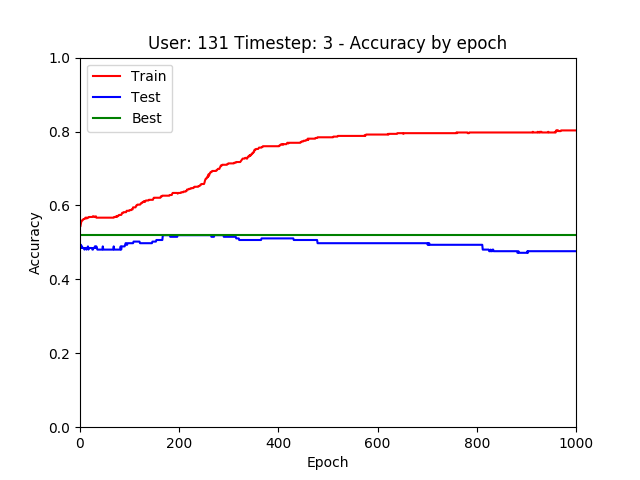 User: 131 Timestep: 3 - Accuracy by epoch
Train
Test
Best
1.0
0.8
0.6
0.4
0.2
0.0
Accuracy
0 200 400 600 800 1000
Epoch